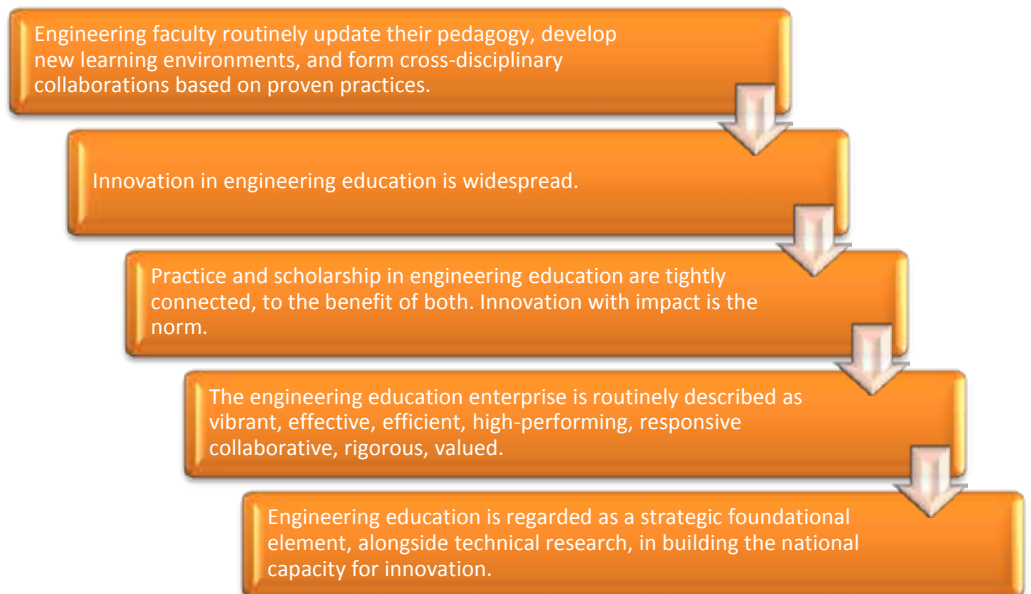 Engineering faculty routinely update their pedagogy, develop
new learning environments, and form cross-disciplinary
collaborations based on proven practices.
Innovation in engineering education is widespread.
Practice and scholarship in engineering education are tightly
connected, to the benefit of both. Innovation with impact is the
norm.
The engineering education enterprise is routinely described as
vibrant, effective, efficient, high-performing, responsive
collaborative, rigorous, valued.
Engineering education is regarded as a strategic foundational
element, alongside technical research, in building the national
capacity for innovation.